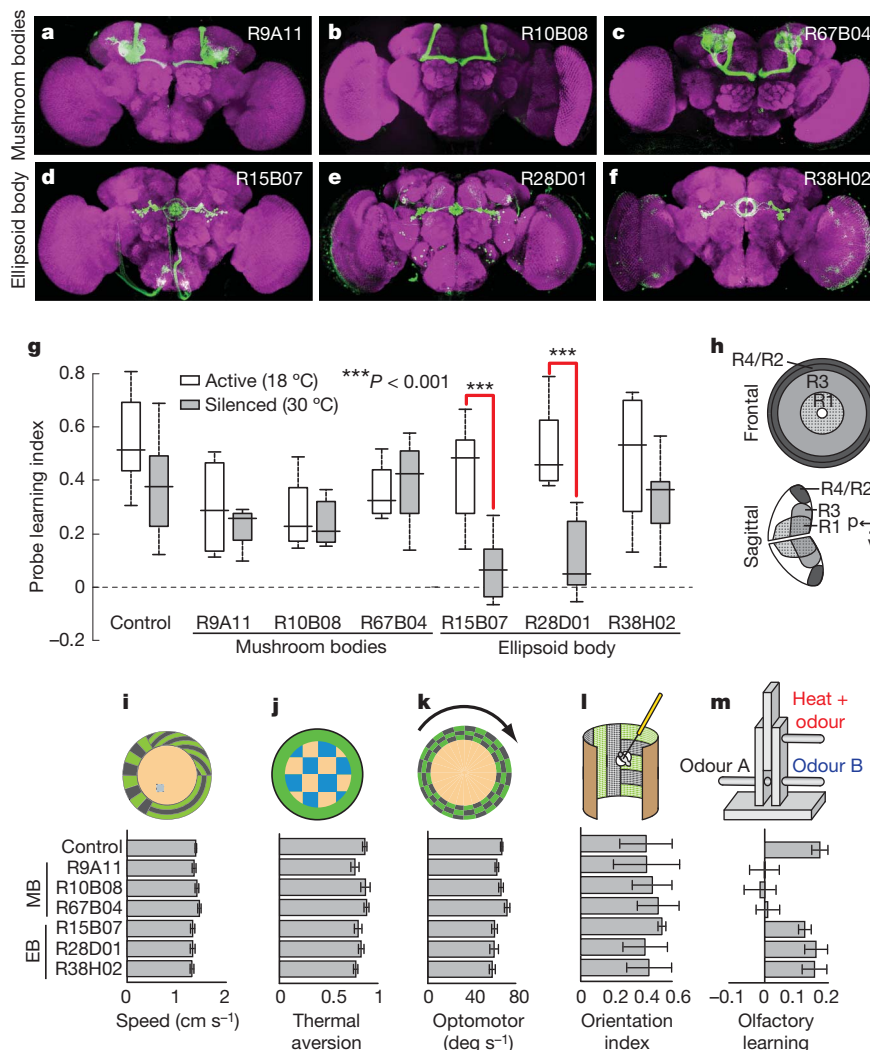 Mushroom bodies
a R9A11
b R10B08
c R67B04
Ellipsoid body
d R15B07
e R28D01
f R38H02
g
Probe learning index
0.8
0.6
0.4
0.2
0
−0.2
Active (18 °C)
Silenced (30 °C)
***P < 0.001
***
***
Control R9A11 R10B08 R67B04 R15B07 R28D01 R38H02
Mushroom bodies Ellipsoid body
h
Frontal
R4/R2
R3
R1
Sagittal
R4/R2
R3
R1
p
i
j
k
l
m
Heat +
odour
Odour A
Odour B
Control
MB
R9A11
R10B08
R67B04
EB
R15B07
R28D01
R38H02
0 1 2
Speed (cm s⁻¹)
0 0.5 1
Thermal
aversion
0 40 80
Optomotor
(deg s⁻¹)
0 0.2 0.4 0.6
Orientation
index
−0.1 0 0.1 0.2
Olfactory
learning